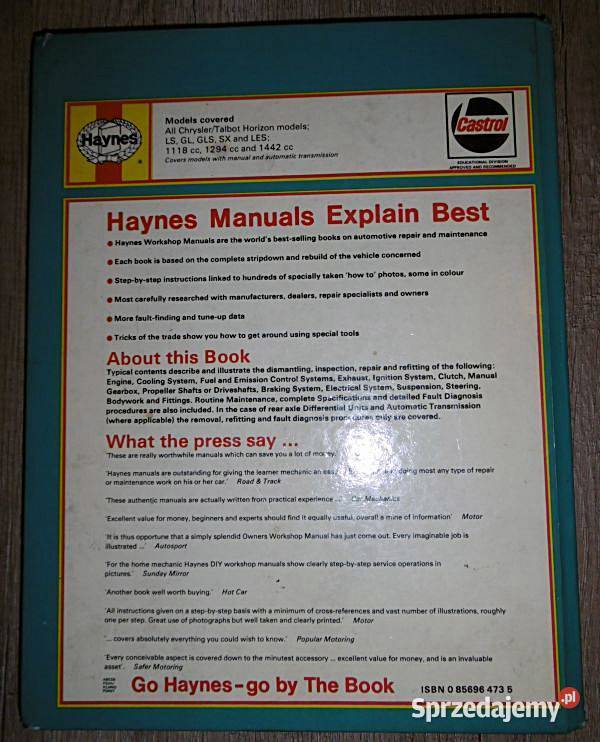 Haynes
®
Models covered
All Chrysler/Talbot Horizon models;
LS, GL, GLS, SX and LES;
1118 cc, 1294 cc and 1442 cc
Covers models with manual and automatic transmission
Castrol
EDUCATIONAL DIVISION
APPROVED AND RECOMMENDED
Haynes Manuals Explain Best
● Haynes Workshop Manuals are the world's best-selling books on automotive repair and maintenance
● Each book is based on the complete stripdown and rebuild of the vehicle concerned
● Step-by-step instructions linked to hundreds of specially taken 'how to' photos, some in colour
● Most carefully researched with manufacturers, dealers, repair specialists and owners
● More fault-finding and tune-up data
● Tricks of the trade show you how to get around using special tools
About this Book
Typical contents describe and illustrate the dismantling, inspection, repair and refitting of the following:
Engine, Cooling System, Fuel and Emission Control Systems, Exhaust, Ignition System, Clutch, Manual
Gearbox, Propeller Shafts or Driveshafts, Braking System, Electrical System, Suspension, Steering,
Bodywork and Fittings. Routine Maintenance, complete Specifications and detailed Fault Diagnosis
procedures are also included. In the case of rear axle Differential Units and Automatic Transmission
(where applicable) the removal, refitting and fault diagnosis procedures only are covered.
What the press say ...
'These are really worthwhile manuals which can save you a lot of money.
'Haynes manuals are outstanding for giving the learner mechanic an easy doing most any type of repair
or maintenance work on his or her car.' Road & Track
'These authentic manuals are actually written from practical experience ... Car Mechanics
'Excellent value for money, beginners and experts should find it equally useful, overall a mine of information' Motor
'It is thus opportune that a simply splendid Owners Workshop Manual has just come out. Every imaginable job is
illustrated ...' Autosport
'For the home mechanic Haynes DIY workshop manuals show clearly step-by-step service operations in
pictures.' Sunday Mirror
'Another book well worth buying.' Hot Car
'All instructions given on a step-by-step basis with a minimum of cross-references and vast number of illustrations, roughly
one per step. Great use of photographs but well taken and clearly printed.' Motor
'... covers absolutely everything you could wish to know.' Popular Motoring
'Every conceivable aspect is covered down to the minutest accessory ... excellent value for money, and is an invaluable
asset'. Safer Motoring
Go Haynes-go by The Book
ISBN 0 85696 473 5
Sprzedajemy.pl